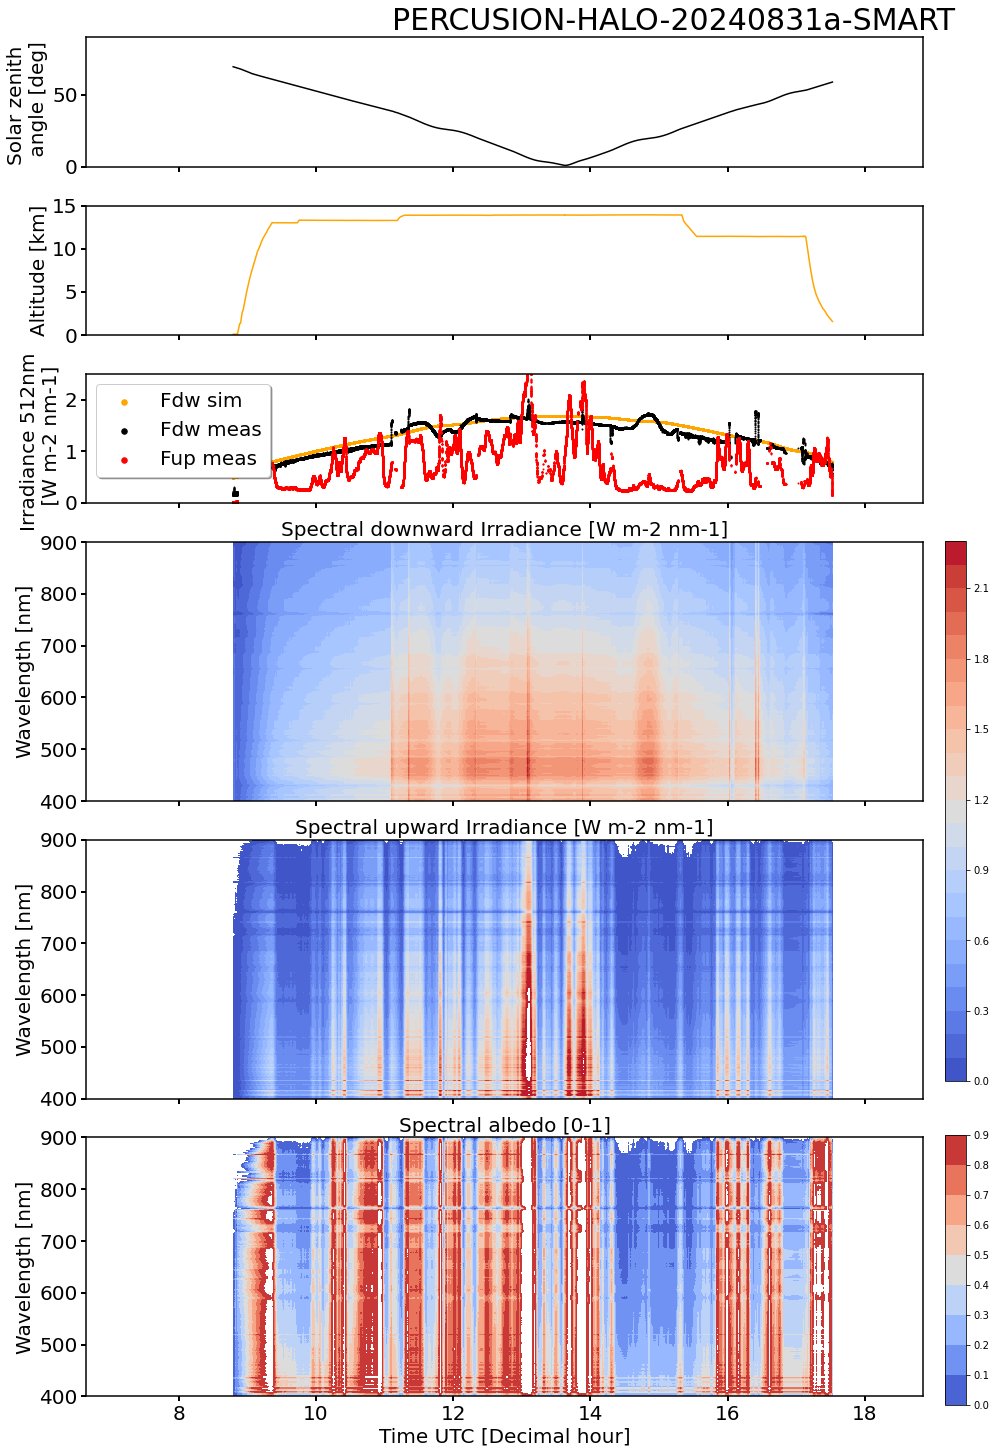 PERCUSION-HALO-20240831a-SMART
Solar zenith
angle [deg]
50
0
Altitude [km]
15
10
5
0
Irradiance 512nm
[W m-2 nm-1]
2
1
0
Fdw sim
Fdw meas
Fup meas
Spectral downward Irradiance [W m-2 nm-1]
Wavelength [nm]
900
800
700
600
500
400
Spectral upward Irradiance [W m-2 nm-1]
Wavelength [nm]
900
800
700
600
500
400
2.1
1.8
1.5
1.2
0.9
0.6
0.3
0.0
Spectral albedo [0-1]
Wavelength [nm]
900
800
700
600
500
400
0.9
0.8
0.7
0.6
0.5
0.4
0.3
0.2
0.1
0.0
8 10 12 14 16 18
Time UTC [Decimal hour]